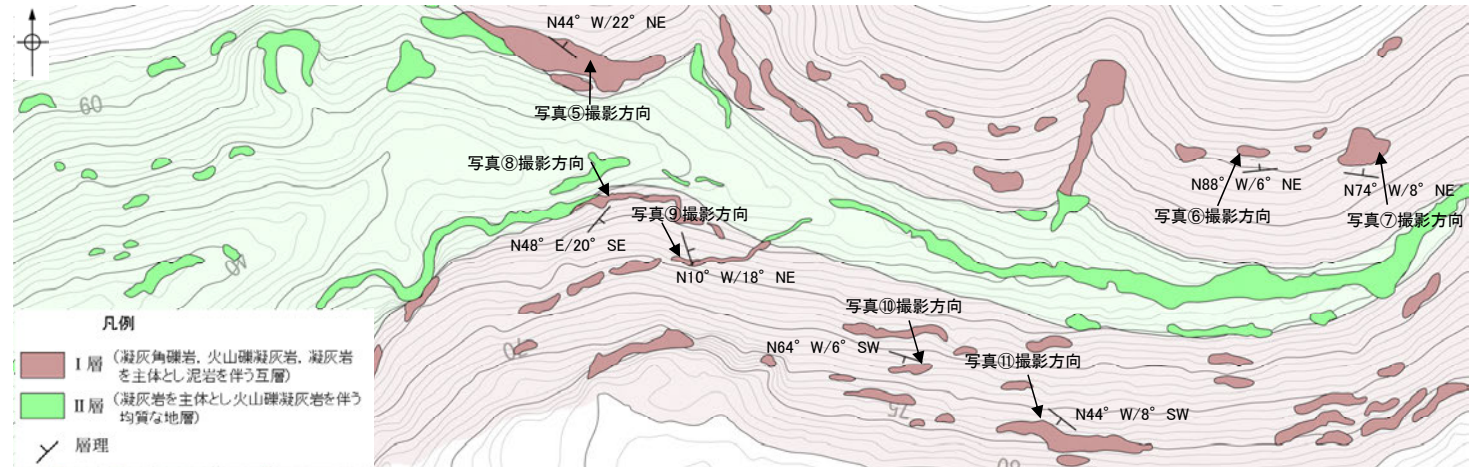 N44° W/22° NE
写真⑤撮影方向
60
写真⑧撮影方向
写真⑨撮影方向
N88° W/6° NE
N74° W/8° NE
写真⑥撮影方向
写真⑦撮影方向
N48° E/20° SE
N10° W/18° NE
40
写真⑩撮影方向
N64° W/6° SW
写真⑪撮影方向
70
75
N44° W/8° SW
80
凡例
I 層 (凝灰角礫岩,火山礫凝灰岩,凝灰岩
を主体とし泥岩を伴う互層)
II 層 (凝灰岩を主体とし火山礫凝灰岩を伴う
均質な地層)
層理